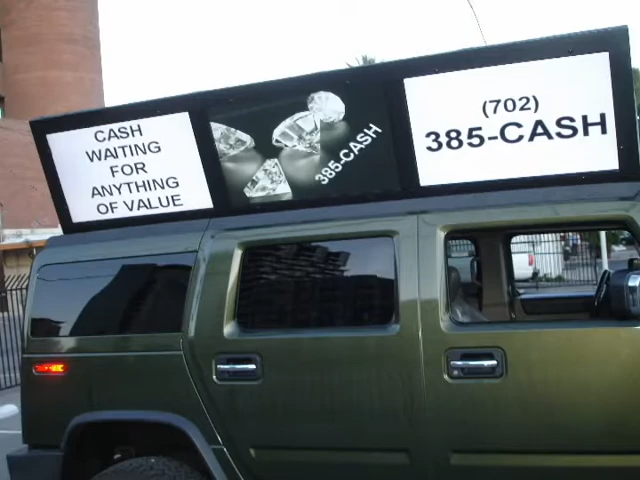 CASH
WAITING
FOR
ANYTHING
OF VALUE
385-CASH
(702)
385-CASH